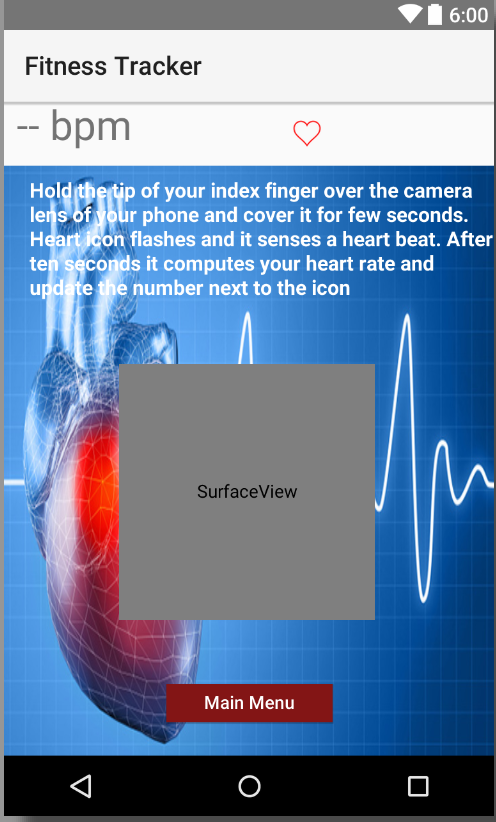 6:00
Fitness Tracker
-- bpm
Hold the tip of your index finger over the camera
lens of your phone and cover it for few seconds.
Heart icon flashes and it senses a heart beat. After
ten seconds it computes your heart rate and
update the number next to the icon
SurfaceView
Main Menu